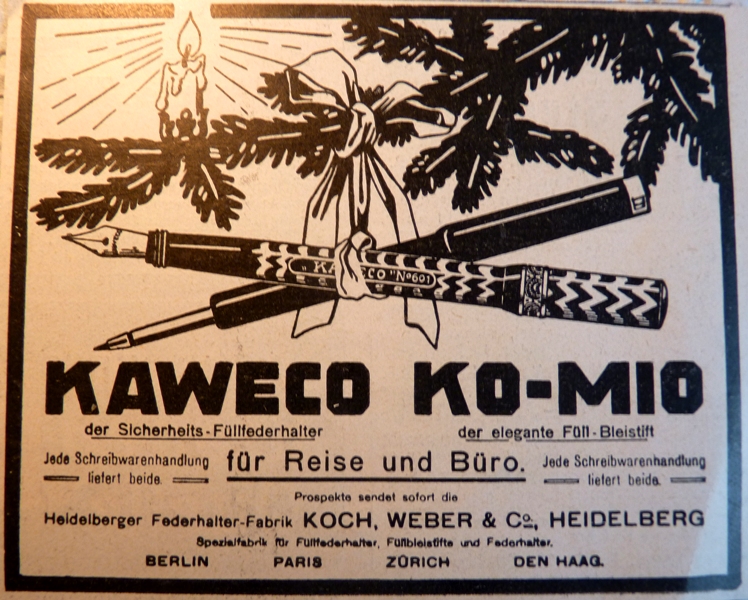 „KAWECO" No 601
KAWECO KO-MIO
der Sicherheits-Füllfederhalter der elegante Füll-Bleistift
Jede Schreibwarenhandlung liefert beide. für Reise und Büro. Jede Schreibwarenhandlung liefert beide.
Prospekte sendet sofort die
Heidelberger Federhalter-Fabrik KOCH, WEBER & Co., HEIDELBERG
Spezialfabrik für Füllfederhalter, Füllbleistifte und Federhalter.
BERLIN PARIS ZÜRICH DEN HAAG.